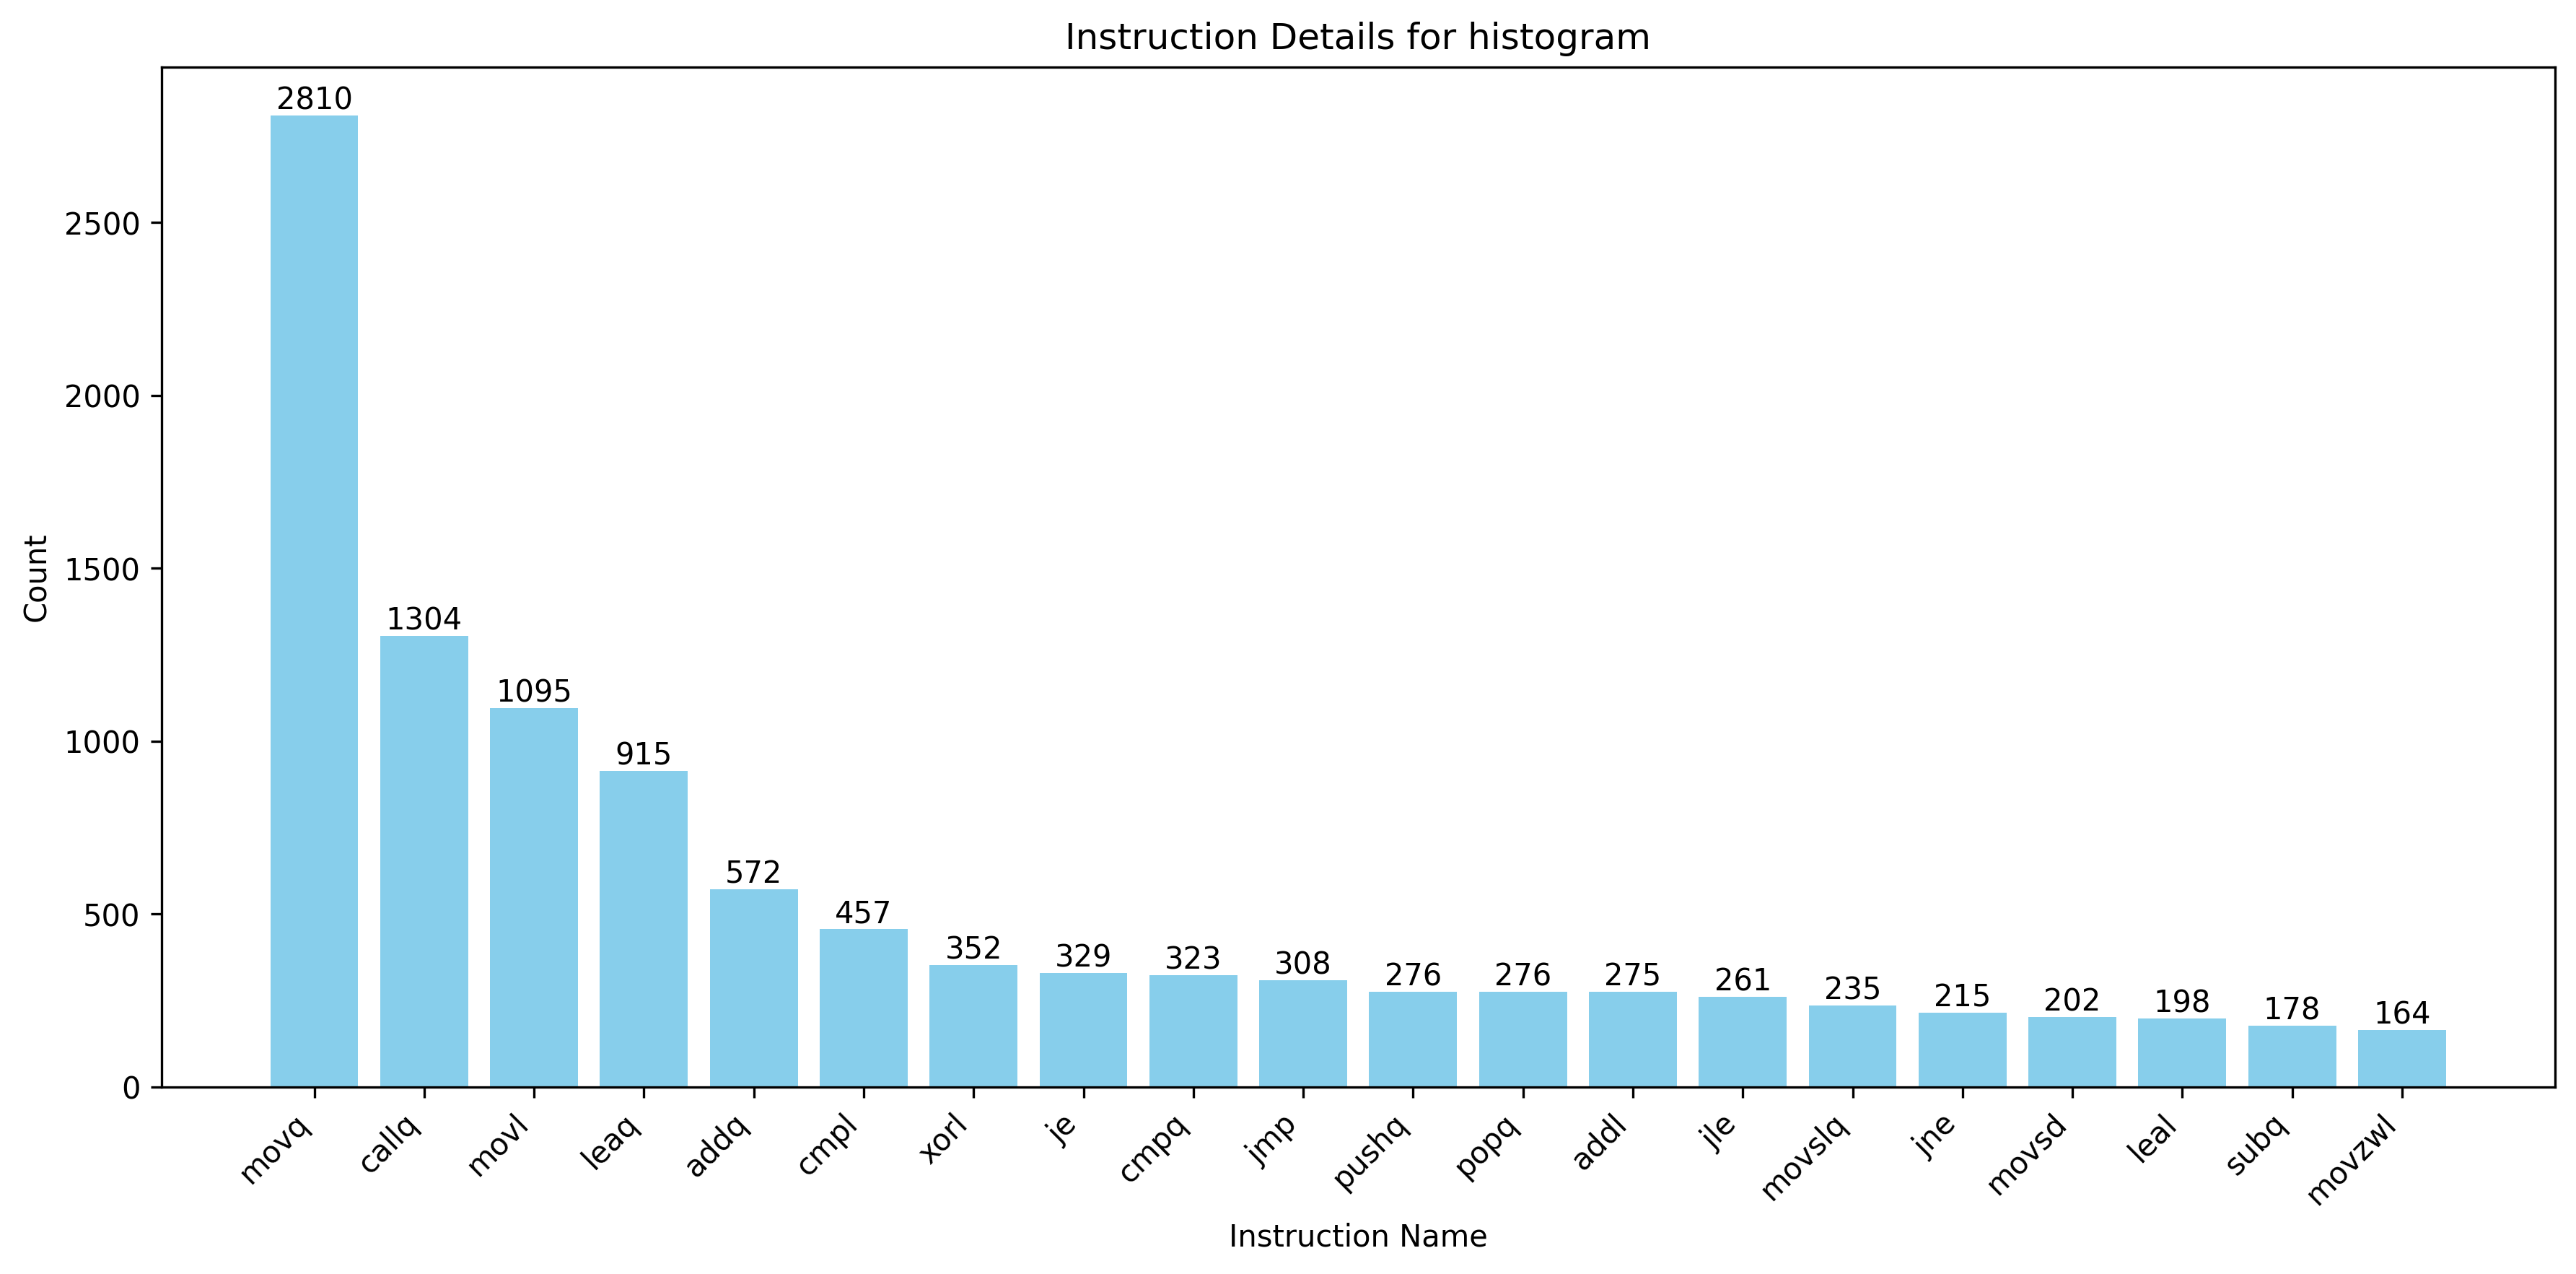 Instruction Details for histogram
Count
2500
2000
1500
1000
500
0
2810
1304
1095
915
572
457
352
329
323
308
276
276
275
261
235
215
202
198
178
164
movq
callq
movl
leaq
addq
cmpl
xorl
je
cmpq
jmp
pushq
popq
addl
jle
movslq
jne
movsd
leal
subq
movzwl
Instruction Name